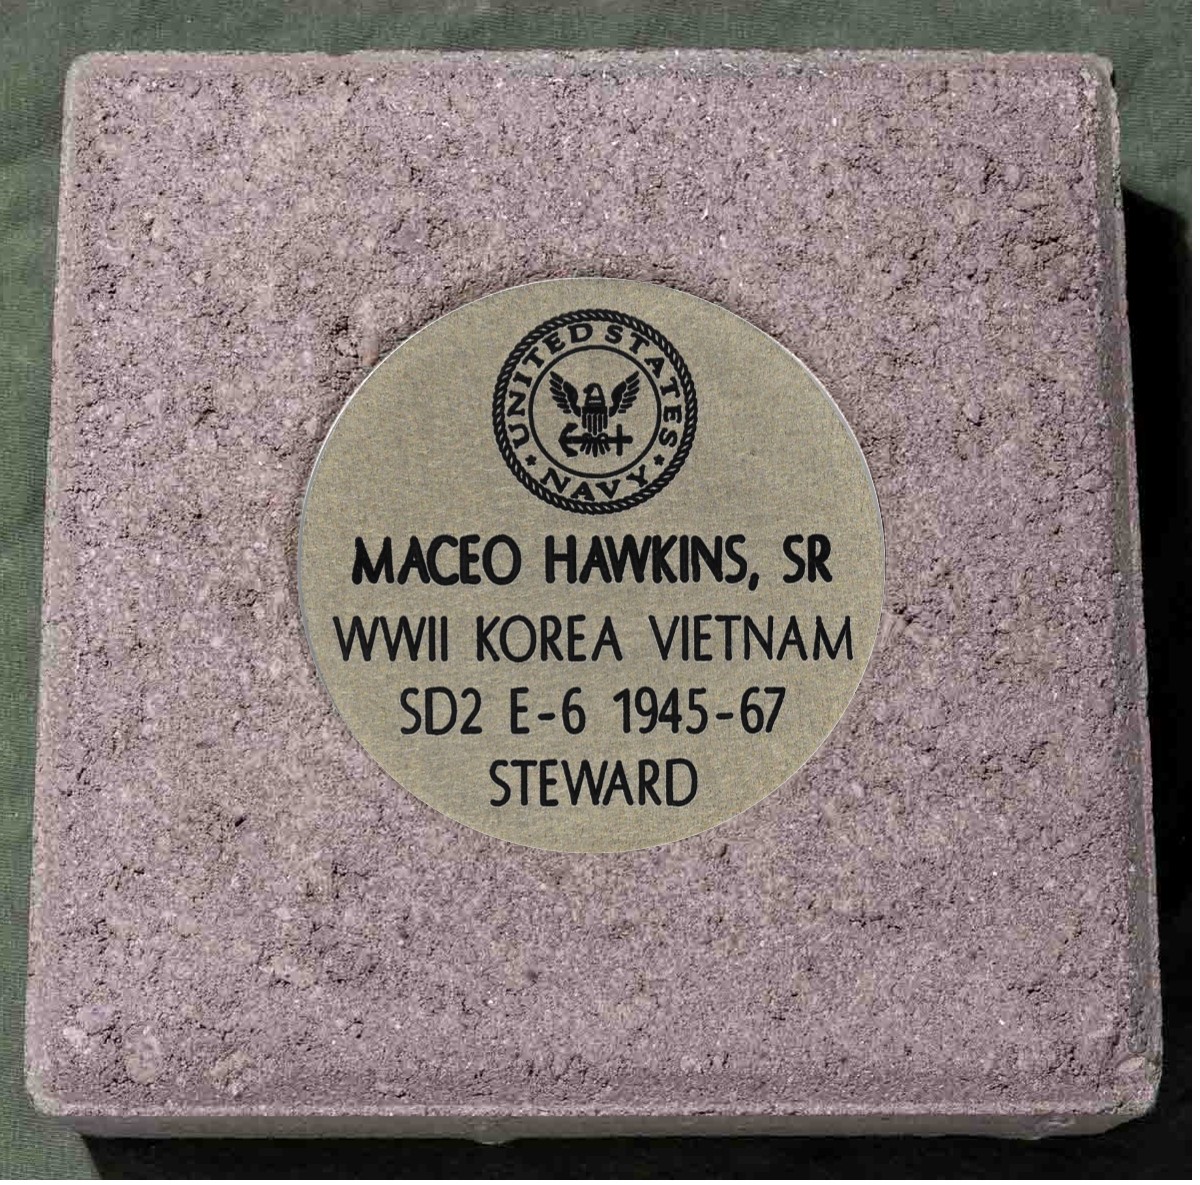 UNITED STATES
NAVY
MACEO HAWKINS, SR
WWII KOREA VIETNAM
SD2 E-6 1945-67
STEWARD